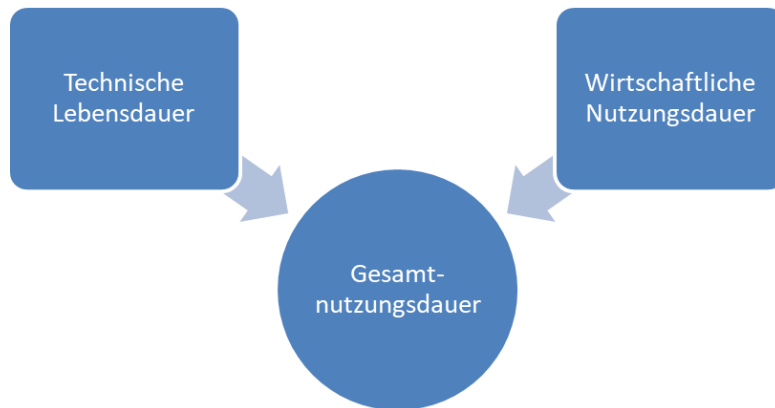 Technische
Lebensdauer
Wirtschaftliche
Nutzungsdauer
Gesamt-
nutzungsdauer